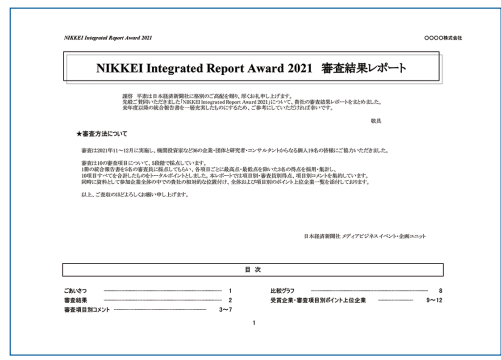 NIKKEI Integrated Report Award 2021
○○○○株式会社
NIKKEI Integrated Report Award 2021 審査結果レポート
謹啓 平素は日本経済新聞社に格別のご高配を賜り、厚くお礼申し上げます。
先般ご賛同いただきました「NIKKEI Integrated Report Award 2021」について、貴社の審査結果レポートをまとめました。
来年度以降の統合報告書を一層充実したものにするため、ご参考にしていただければ幸いです。
敬具
★審査方法について
審査は2021年11～12月に実施し、機関投資家など36の企業・団体と研究者・コンサルタントからなる個人19名の皆様にご協力いただきました。
審査は10の審査項目について、5段階で採点しています。
1冊の統合報告書を5名の審査員に採点してもらい、各項目ごとに最高点・最低点を除いた3名の得点を採用・集計し、
10項目すべてを合計したものをトータルポイントとしました。本レポートでは項目別・審査員別得点、項目別コメントを集約しています。
同時に資料として参加企業全体の中での貴社の相対的な位置付け、全体および項目別のポイント上位企業一覧を添付しております。
以上、ご査収のほどよろしくお願い申し上げます。
日本経済新聞社 メディアビジネス イベント・企画ユニット
目 次
ごあいさつ 1
比較グラフ 8
審査結果 2
受賞企業・審査項目別ポイント上位企業 9～12
審査項目別コメント 3～7
1